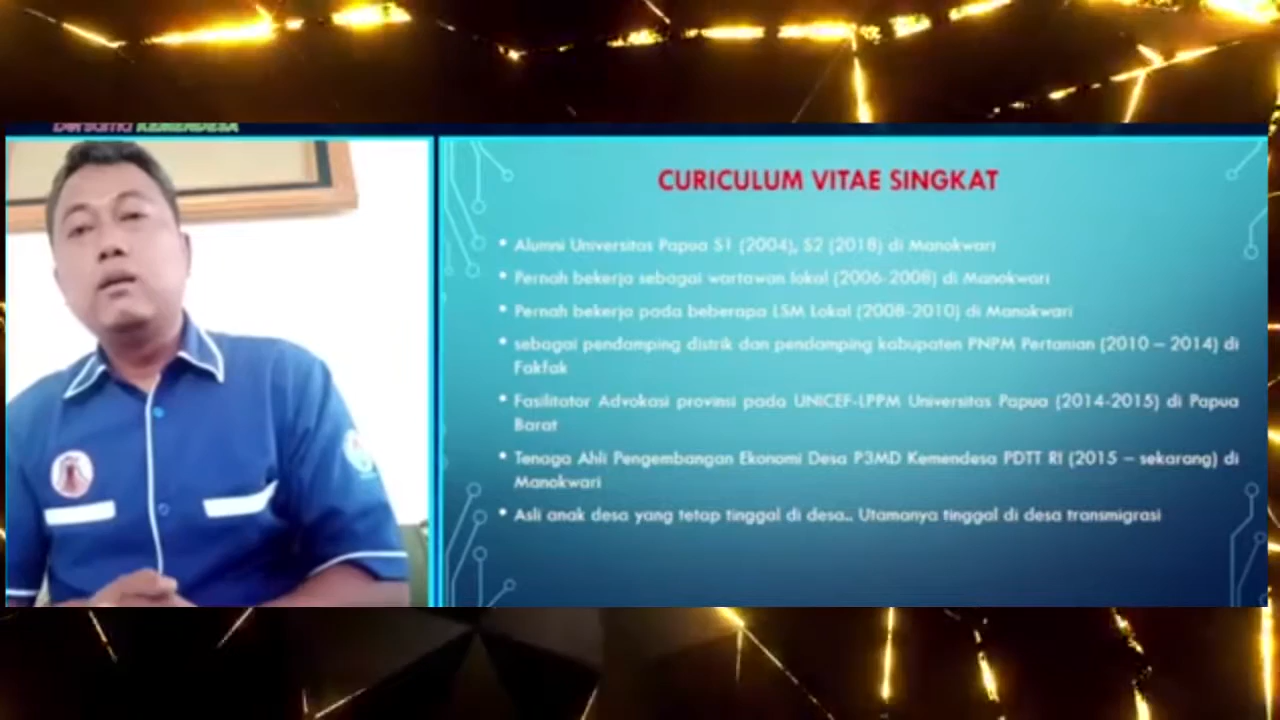 Bersama KEMENDESA
CURICULUM VITAE SINGKAT
• Alumni Universitas Papua S1 (2004), S2 (2018) di Manokwari
• Pernah bekerja sebagai wartawan lokal (2006-2008) di Manokwari
• Pernah bekerja pada beberapa LSM Lokal (2008-2010) di Manokwari
• sebagai pendamping distrik dan pendamping kabupaten PNPM Pertanian (2010 – 2014) di
Fakfak
• Fasilitator Advokasi provinsi pada UNICEF-LPPM Universitas Papua (2014-2015) di Papua
Barat
• Tenaga Ahli Pengembangan Ekonomi Desa P3MD Kemendesa PDTT RI (2015 – sekarang) di
Manokwari
• Asli anak desa yang tetap tinggal di desa.. Utamanya tinggal di desa transmigrasi